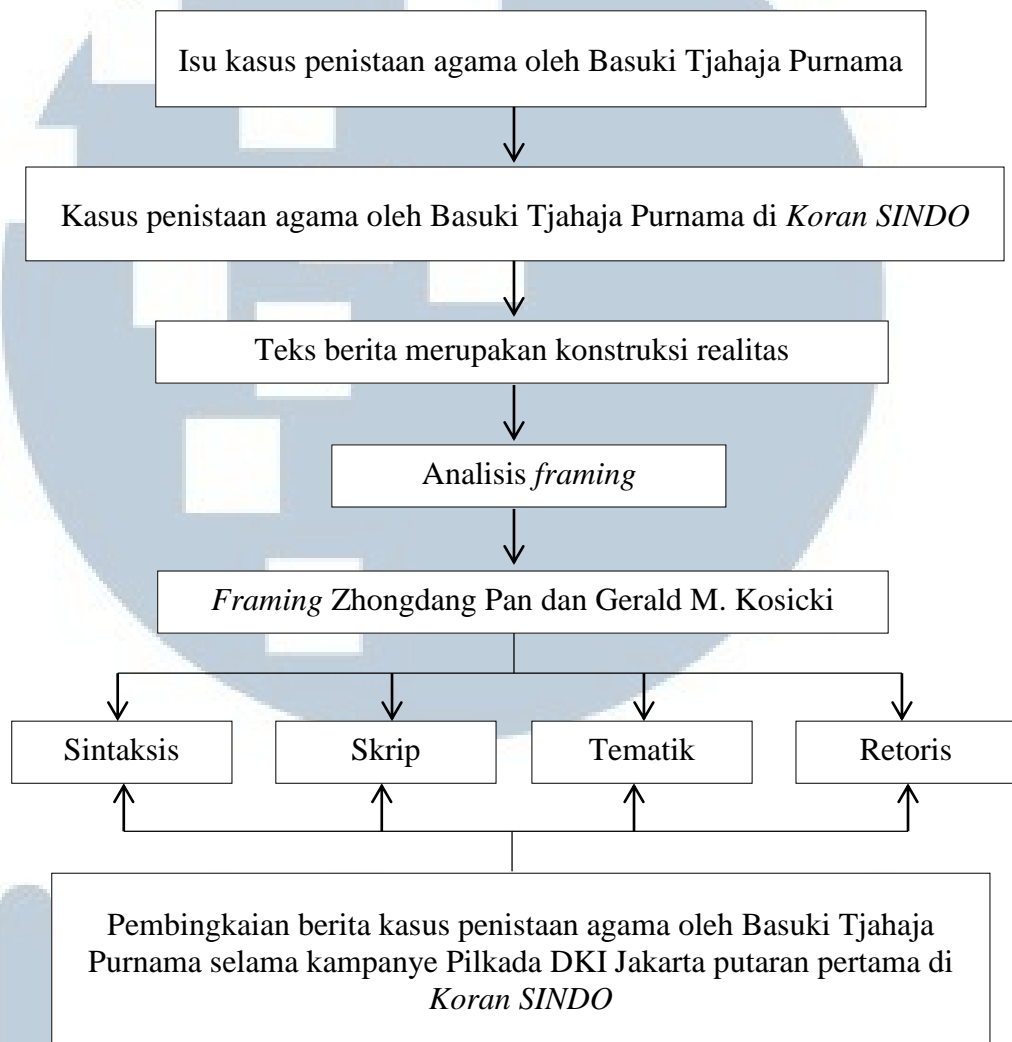 Isu kasus penistaan agama oleh Basuki Tjahaja Purnama
Kasus penistaan agama oleh Basuki Tjahaja Purnama di Koran SINDO
Teks berita merupakan konstruksi realitas
Analisis framing
Framing Zhongdang Pan dan Gerald M. Kosicki
Sintaksis
Skrip
Tematik
Retoris
Pembingkaian berita kasus penistaan agama oleh Basuki Tjahaja
Purnama selama kampanye Pilkada DKI Jakarta putaran pertama di
Koran SINDO